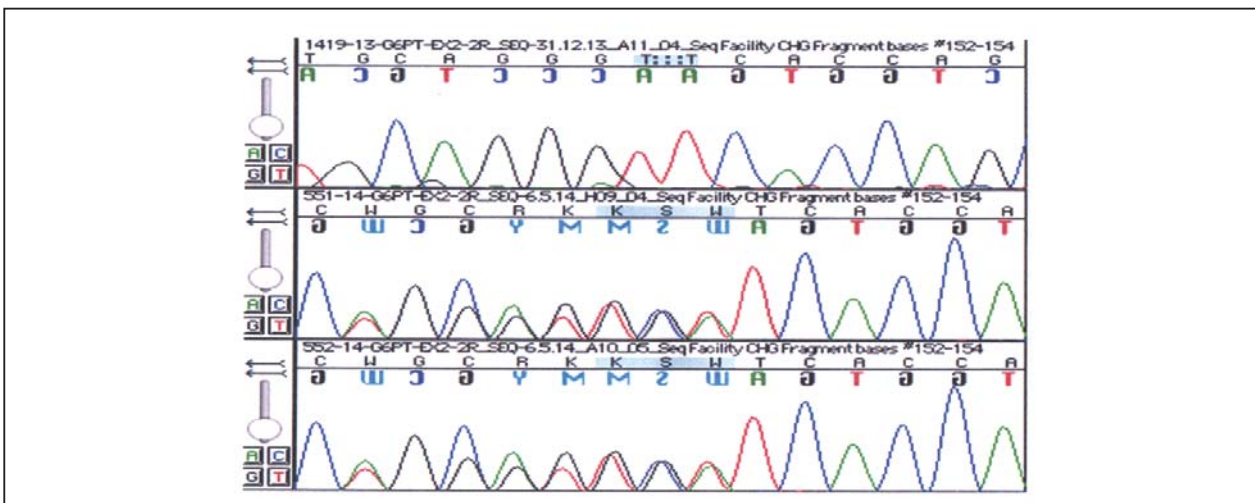 1419-13-G6PT-EX2-2R_SEQ-31.12.13_A11_04_Seq Facility CHG Fragment bases #152-154
T G C A G G G T:::T C A C C A G
A C G T C C C A A G T G G T C
A C
G T
551-14-G6PT-EX2-2R_SEQ-6.5.14_H09_04_Seq Facility CHG Fragment bases #152-154
C W G C R K K S W T C A C C A
G W C G Y M M S W A G T G G T
A C
G T
552-14-G6PT-EX2-2R_SEQ-6.5.14_A10_05_Seq Facility CHG Fragment bases #152-154
C W G C R K K S W T C A C C A
G W C G Y M M S W A G T G G T
A C
G T